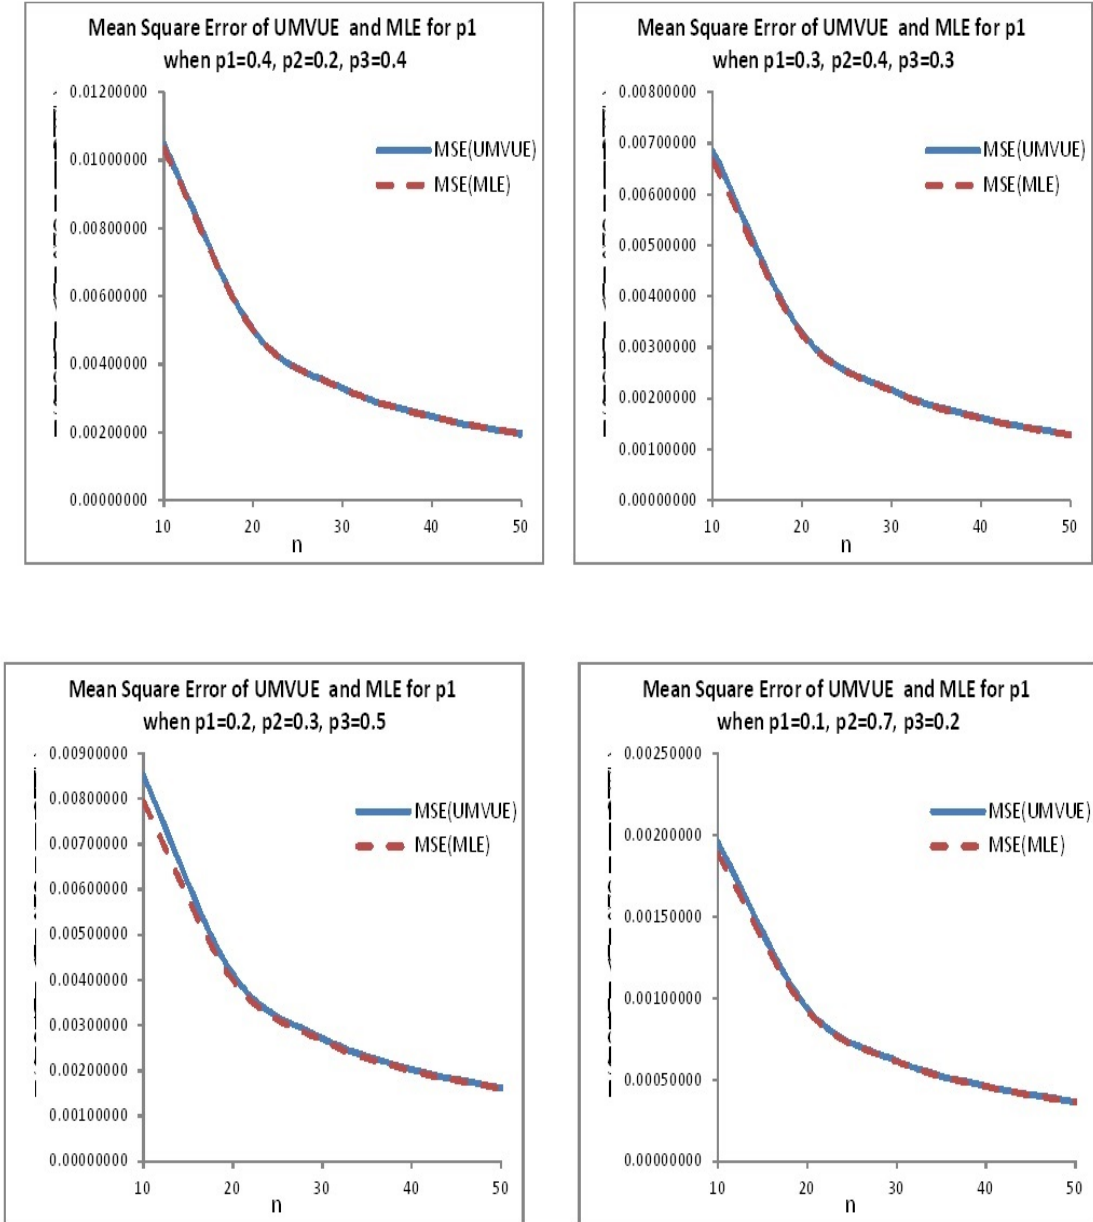 Mean Square Error of UMVUE and MLE for p1
when p1=0.4, p2=0.2, p3=0.4
0.01200000
0.01000000
0.00800000
0.00600000
0.00400000
0.00200000
0.00000000
MSE(UMVUE)
MSE(MLE)
10 20 30 40 50
n
Mean Square Error of UMVUE and MLE for p1
when p1=0.3, p2=0.4, p3=0.3
0.00800000
0.00700000
0.00600000
0.00500000
0.00400000
0.00300000
0.00200000
0.00100000
0.00000000
MSE(UMVUE)
MSE(MLE)
10 20 30 40 50
n
Mean Square Error of UMVUE and MLE for p1
when p1=0.2, p2=0.3, p3=0.5
0.00900000
0.00800000
0.00700000
0.00600000
0.00500000
0.00400000
0.00300000
0.00200000
0.00100000
0.00000000
MSE(UMVUE)
MSE(MLE)
10 20 30 40 50
n
Mean Square Error of UMVUE and MLE for p1
when p1=0.1, p2=0.7, p3=0.2
0.00250000
0.00200000
0.00150000
0.00100000
0.00050000
0.00000000
MSE(UMVUE)
MSE(MLE)
10 20 30 40 50
n